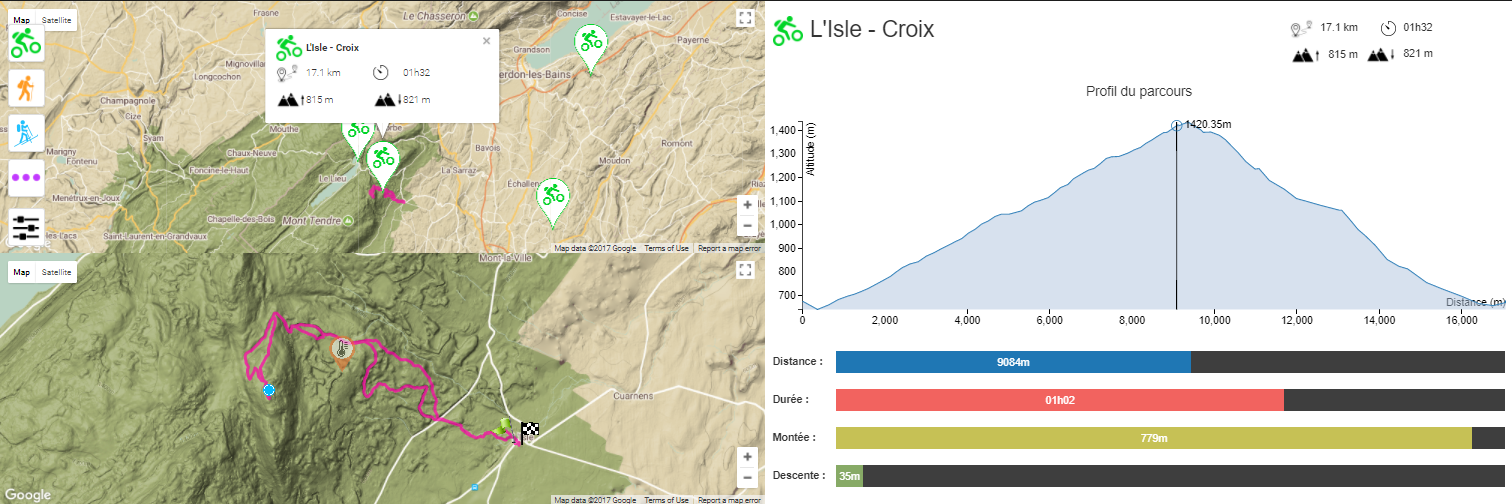 Map Satellite
Frasne
Le Chasseron
Concise
Estavayer-le-Lac
Grandson
Payerne
erdon-les-Bains
Mignovillar
Longcochon
Champagnole
Cize
Syam
Marigny
Fontenu
Menétrux-en-Joux
les Lacs
Mouthe
Chaux-Neuve
Foncine-le-Haut
Chapelle-des-Bois
Saint-Laurent-en-Grandvaux
Le Lieu
Mont Tendre
Orbe
Bavois
La Sarraz
Échallens
Moudon
Romont
Riaz
L'Isle - Croix
×
17.1 km
01h32
815 m
821 m
+
−
Google
Map data ©2017 Google Terms of Use Report a map error
Map Satellite
Mont-la-Ville
Cuarnens
+
−
Google
Map data ©2017 Google Terms of Use Report a map error
L'Isle - Croix
17.1 km
01h32
815 m
821 m
Profil du parcours
1420.35m
Altitude (m)
1,400
1,300
1,200
1,100
1,000
900
800
700
Distance (m)
0 2,000 4,000 6,000 8,000 10,000 12,000 14,000 16,000
Distance : 9084m
Durée : 01h02
Montée : 779m
Descente : 35m